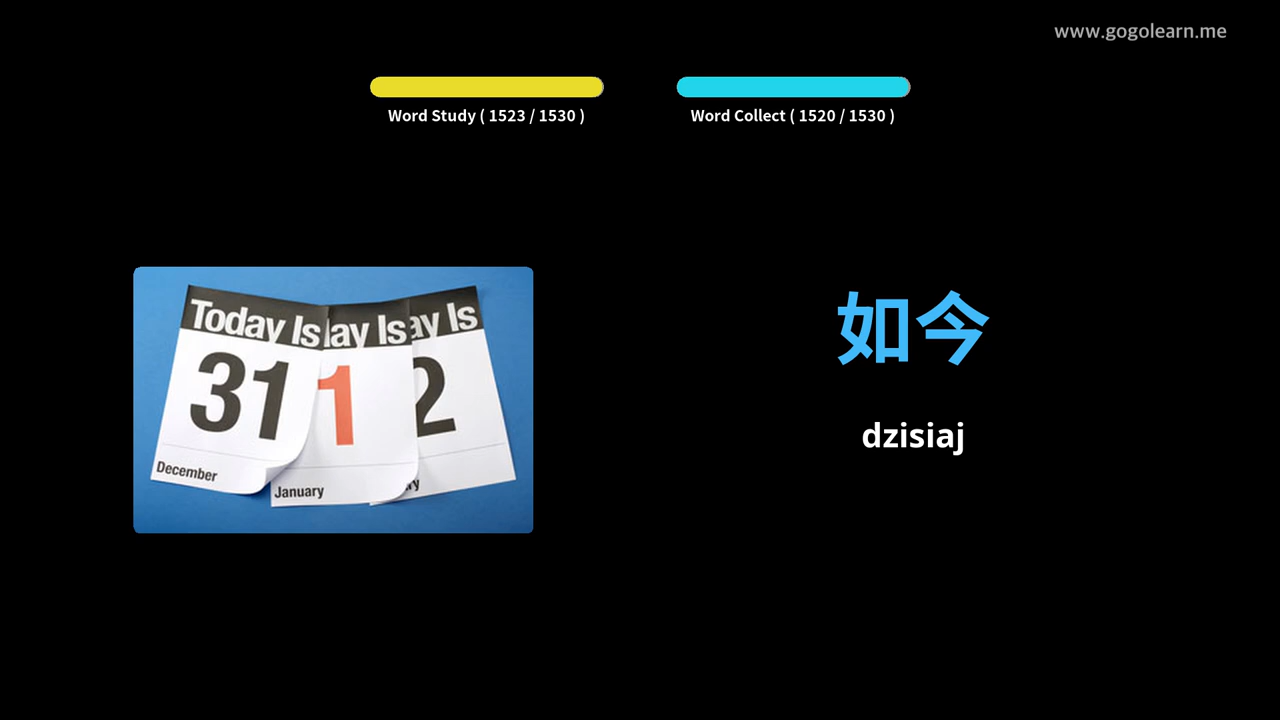 www.gogolearn.me
Word Study ( 1523 / 1530 )
Word Collect ( 1520 / 1530 )
Today Is
ay Is
ay Is
31
1
2
December
January
如今
dzisiaj